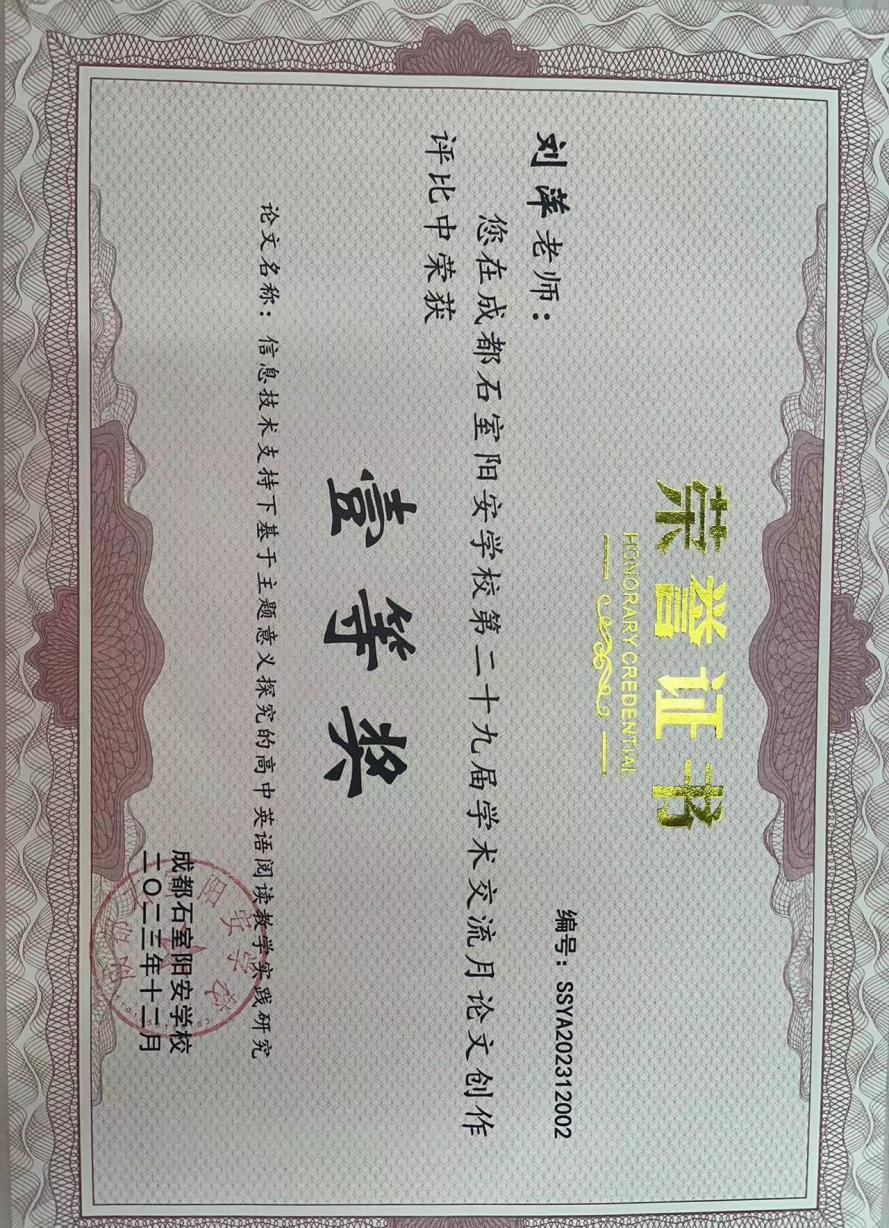 荣誉证书
HONORARY CREDENTIAL
编号：SSYA202312002
刘萍老师：
您在成都石室阳安学校第二十九届学术交流月论文创作
评比中荣获
壹等奖
论文名称：信息技术支持下基于主题意义探究的高中英语阅读教学实践研究
成都石室阳安学校
二〇二三年十二月